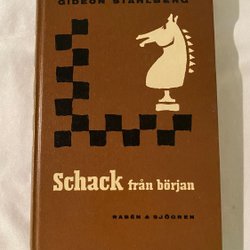 GIDEON STÅHLBERG
Schack från början
RABÉN & SJÖGREN